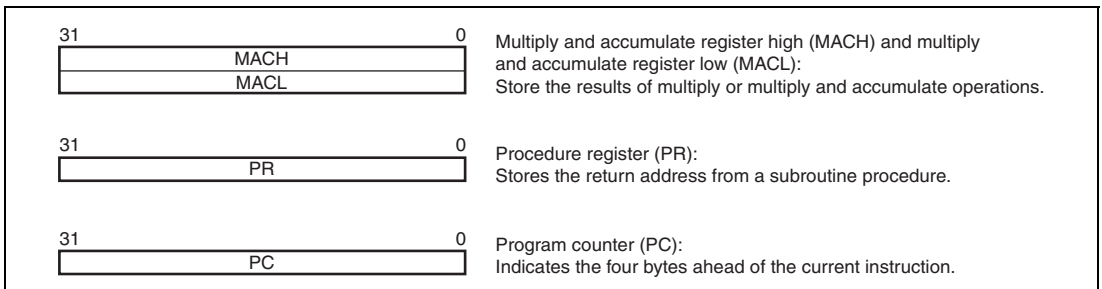 31 0
MACH
MACL
Multiply and accumulate register high (MACH) and multiply
and accumulate register low (MACL):
Store the results of multiply or multiply and accumulate operations.
31 0
PR
Procedure register (PR):
Stores the return address from a subroutine procedure.
31 0
PC
Program counter (PC):
Indicates the four bytes ahead of the current instruction.